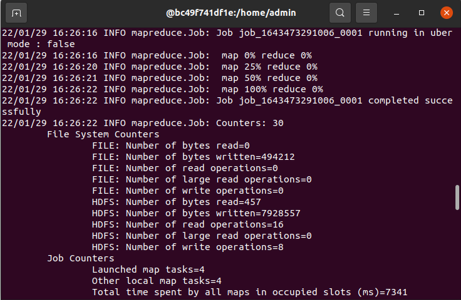 @bc49f741df1e:/home/admin
22/01/29 16:26:16 INFO mapreduce.Job: Job job_1643473291006_0001 running in uber
 mode : false
22/01/29 16:26:16 INFO mapreduce.Job:  map 0% reduce 0%
22/01/29 16:26:20 INFO mapreduce.Job:  map 25% reduce 0%
22/01/29 16:26:21 INFO mapreduce.Job:  map 50% reduce 0%
22/01/29 16:26:22 INFO mapreduce.Job:  map 100% reduce 0%
22/01/29 16:26:22 INFO mapreduce.Job: Job job_1643473291006_0001 completed succe
ssfully
22/01/29 16:26:22 INFO mapreduce.Job: Counters: 30
File System Counters
FILE: Number of bytes read=0
FILE: Number of bytes written=494212
FILE: Number of read operations=0
FILE: Number of large read operations=0
FILE: Number of write operations=0
HDFS: Number of bytes read=457
HDFS: Number of bytes written=7928557
HDFS: Number of read operations=16
HDFS: Number of large read operations=0
HDFS: Number of write operations=8
Job Counters
Launched map tasks=4
Other local map tasks=4
Total time spent by all maps in occupied slots (ms)=7341